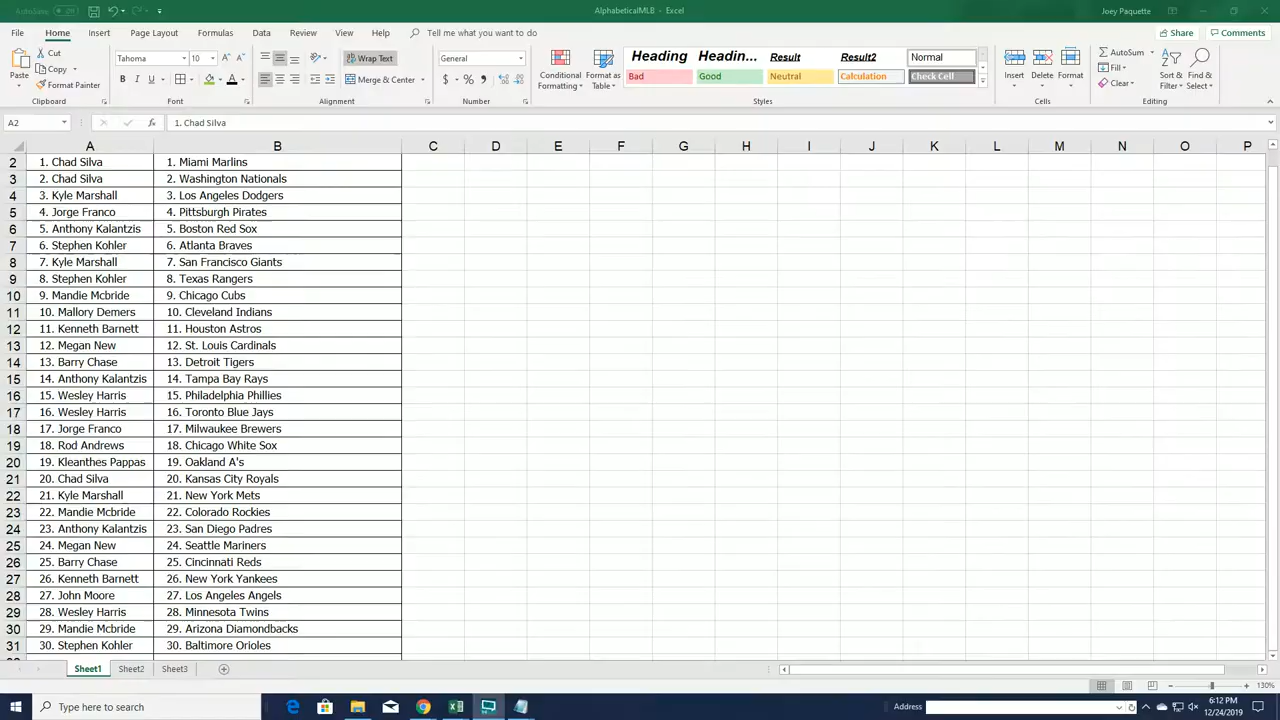 AutoSave Off
AlphabeticalMLB - Excel
Joey Paquette
File Home Insert Page Layout Formulas Data Review View Help Tell me what you want to do
Share Comments
Paste
Cut
Copy
Format Painter
Clipboard
Tahoma 10
Font
Wrap Text
Merge & Center
Alignment
General
Number
Conditional Formatting
Format as Table
Heading Headin... Result Result2 Normal
Bad Good Neutral Calculation Check Cell
Styles
Insert Delete Format
Cells
AutoSum
Fill
Clear
Sort & Filter
Find & Select
Editing
A2 fx 1. Chad Silva
A B C D E F G H I J K L M N O P
2 1. Chad Silva 1. Miami Marlins
3 2. Chad Silva 2. Washington Nationals
4 3. Kyle Marshall 3. Los Angeles Dodgers
5 4. Jorge Franco 4. Pittsburgh Pirates
6 5. Anthony Kalantzis 5. Boston Red Sox
7 6. Stephen Kohler 6. Atlanta Braves
8 7. Kyle Marshall 7. San Francisco Giants
9 8. Stephen Kohler 8. Texas Rangers
10 9. Mandie Mcbride 9. Chicago Cubs
11 10. Mallory Demers 10. Cleveland Indians
12 11. Kenneth Barnett 11. Houston Astros
13 12. Megan New 12. St. Louis Cardinals
14 13. Barry Chase 13. Detroit Tigers
15 14. Anthony Kalantzis 14. Tampa Bay Rays
16 15. Wesley Harris 15. Philadelphia Phillies
17 16. Wesley Harris 16. Toronto Blue Jays
18 17. Jorge Franco 17. Milwaukee Brewers
19 18. Rod Andrews 18. Chicago White Sox
20 19. Kleanthes Pappas 19. Oakland A's
21 20. Chad Silva 20. Kansas City Royals
22 21. Kyle Marshall 21. New York Mets
23 22. Mandie Mcbride 22. Colorado Rockies
24 23. Anthony Kalantzis 23. San Diego Padres
25 24. Megan New 24. Seattle Mariners
26 25. Barry Chase 25. Cincinnati Reds
27 26. Kenneth Barnett 26. New York Yankees
28 27. John Moore 27. Los Angeles Angels
29 28. Wesley Harris 28. Minnesota Twins
30 29. Mandie Mcbride 29. Arizona Diamondbacks
31 30. Stephen Kohler 30. Baltimore Orioles
Sheet1 Sheet2 Sheet3
130%
Type here to search
Address
6:12 PM
12/24/2019